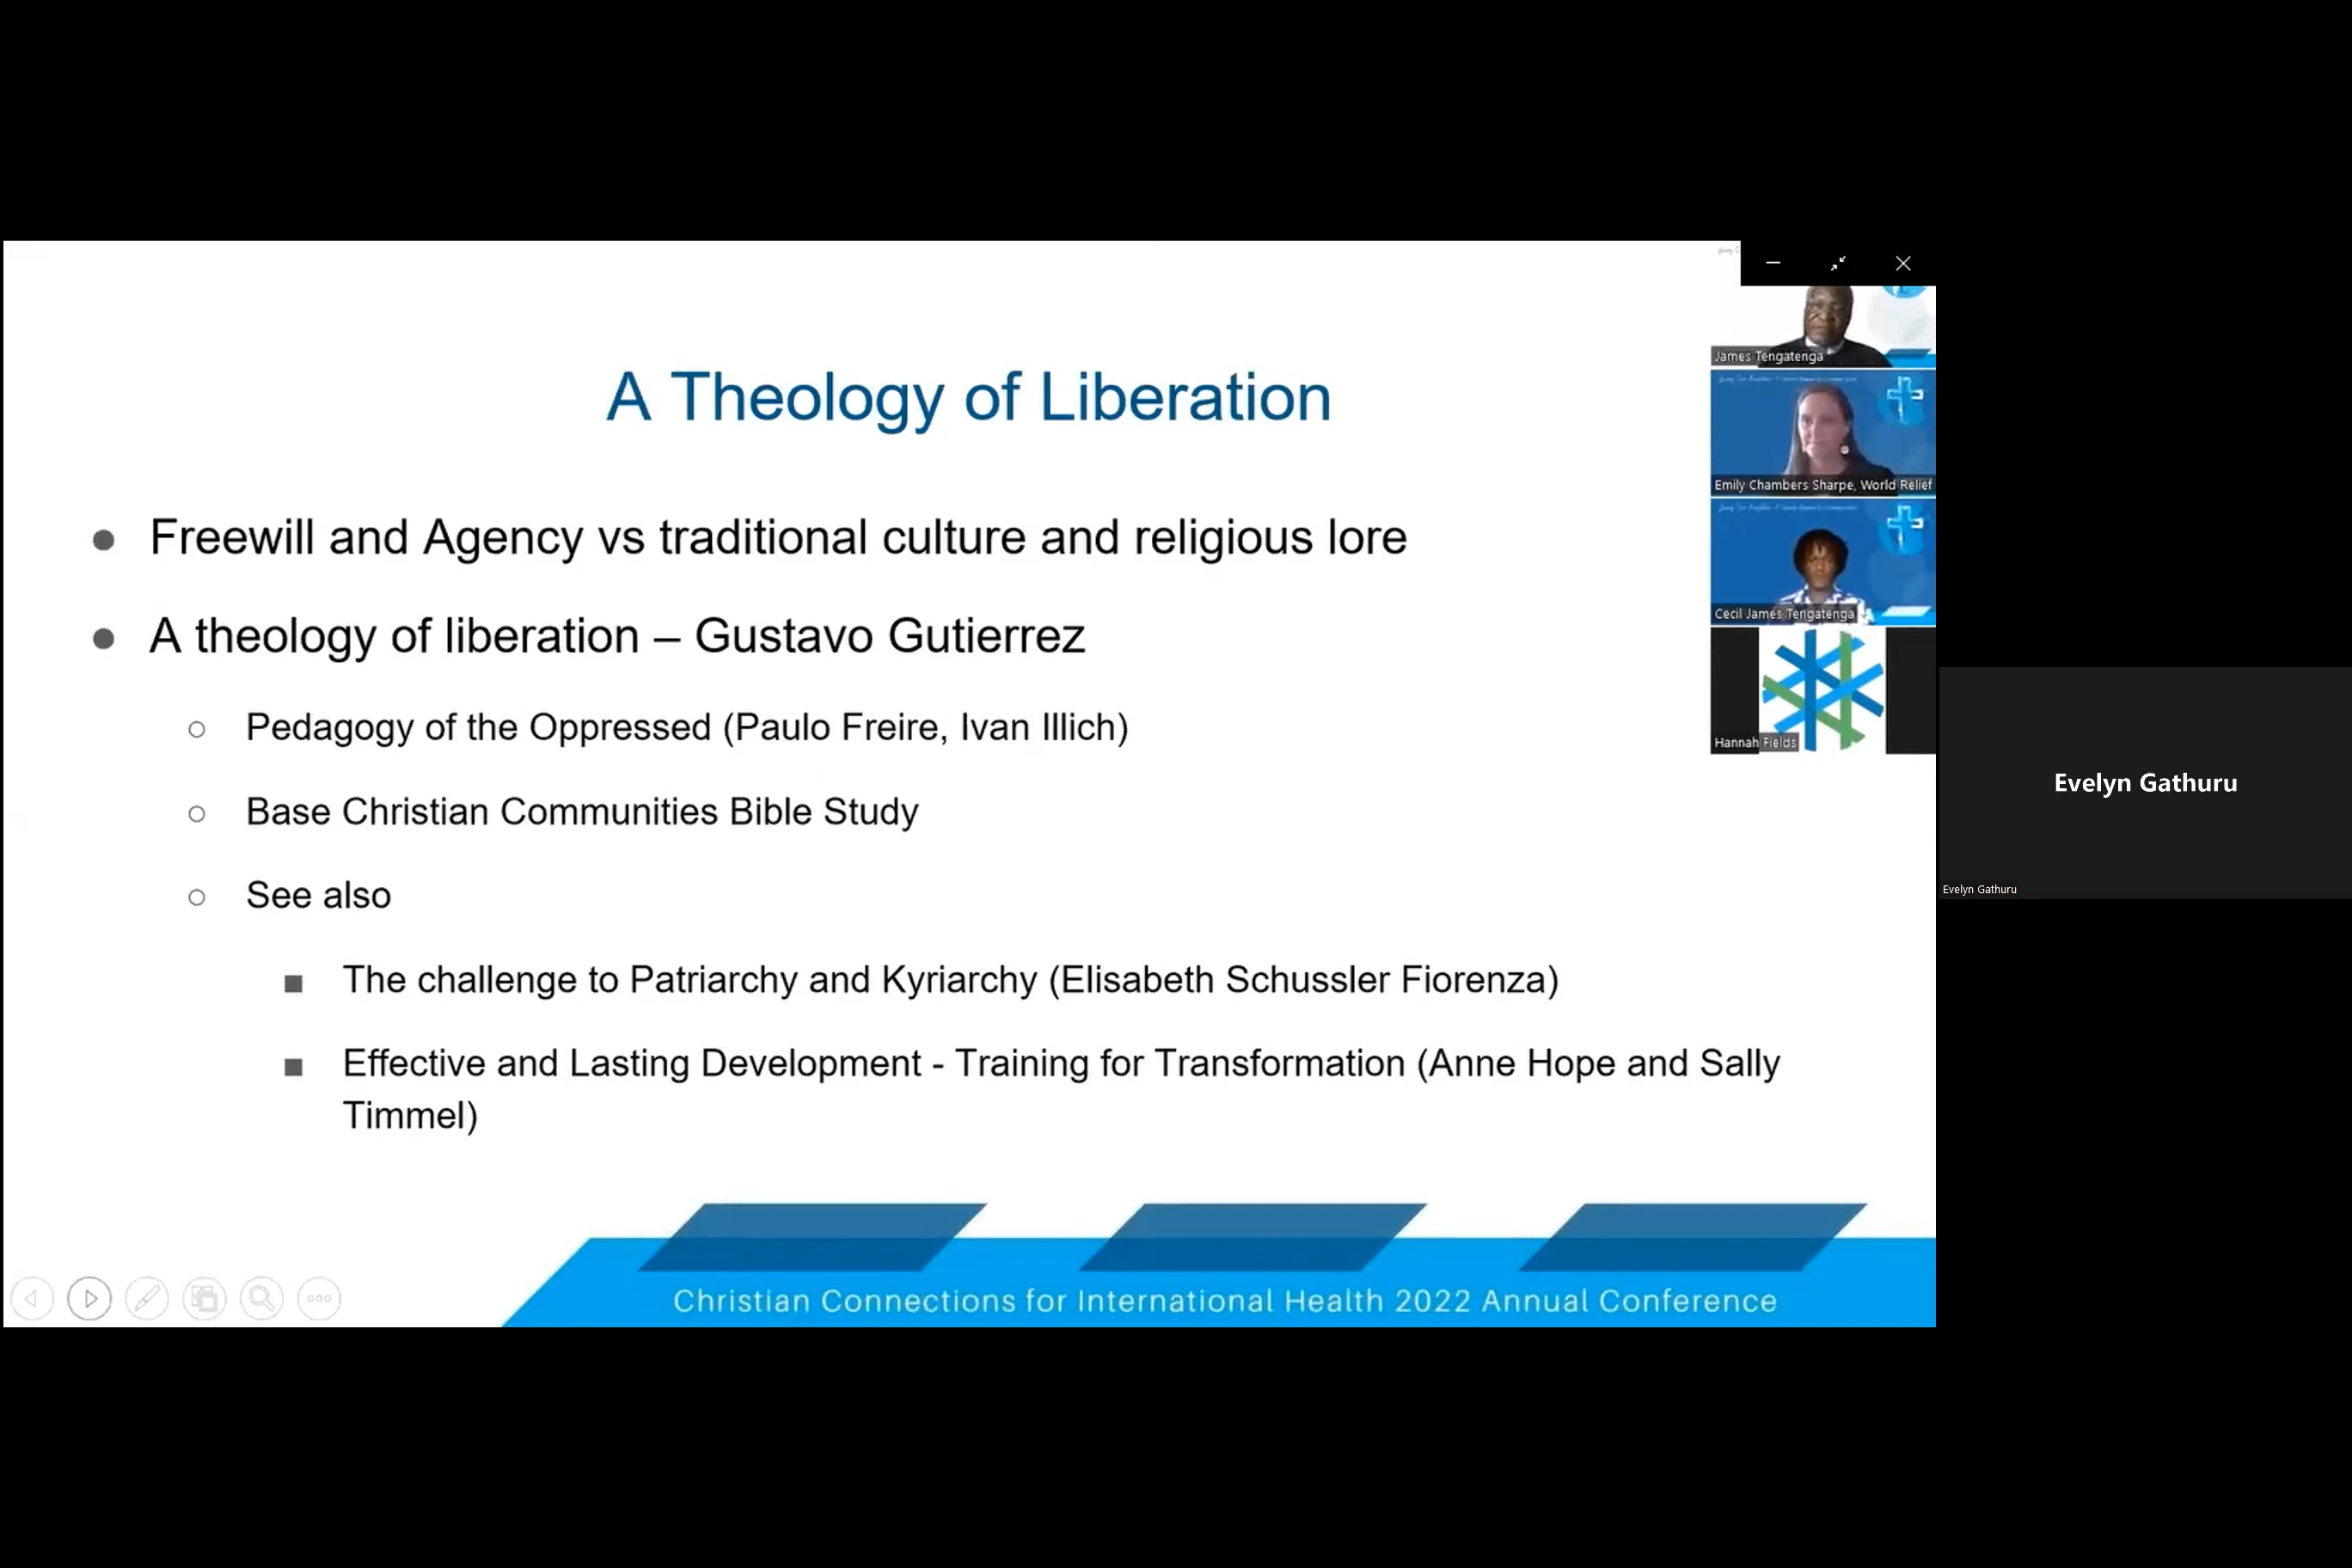 A Theology of Liberation
Freewill and Agency vs traditional culture and religious lore
A theology of liberation – Gustavo Gutierrez
Pedagogy of the Oppressed (Paulo Freire, Ivan Illich)
Base Christian Communities Bible Study
See also
The challenge to Patriarchy and Kyriarchy (Elisabeth Schussler Fiorenza)
Effective and Lasting Development - Training for Transformation (Anne Hope and Sally
Timmel)
Christian Connections for International Health 2022 Annual Conference
James Tengatenga
Emily Chambers Sharpe, World Relief
Cecil James Tengatenga
Hannah Fields
Evelyn Gathuru
Evelyn Gathuru